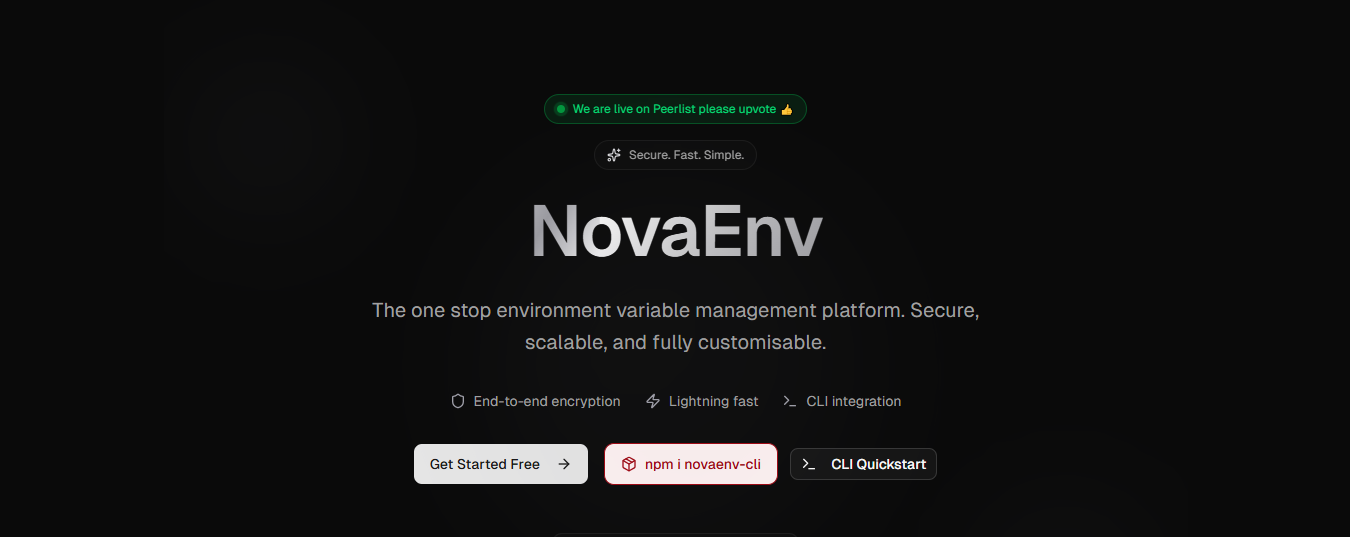 We are live on Peerlist please upvote 👍
Secure. Fast. Simple.
NovaEnv
The one stop environment variable management platform. Secure,
scalable, and fully customisable.
End-to-end encryption Lightning fast CLI integration
Get Started Free npm i novaenv-cli CLI Quickstart